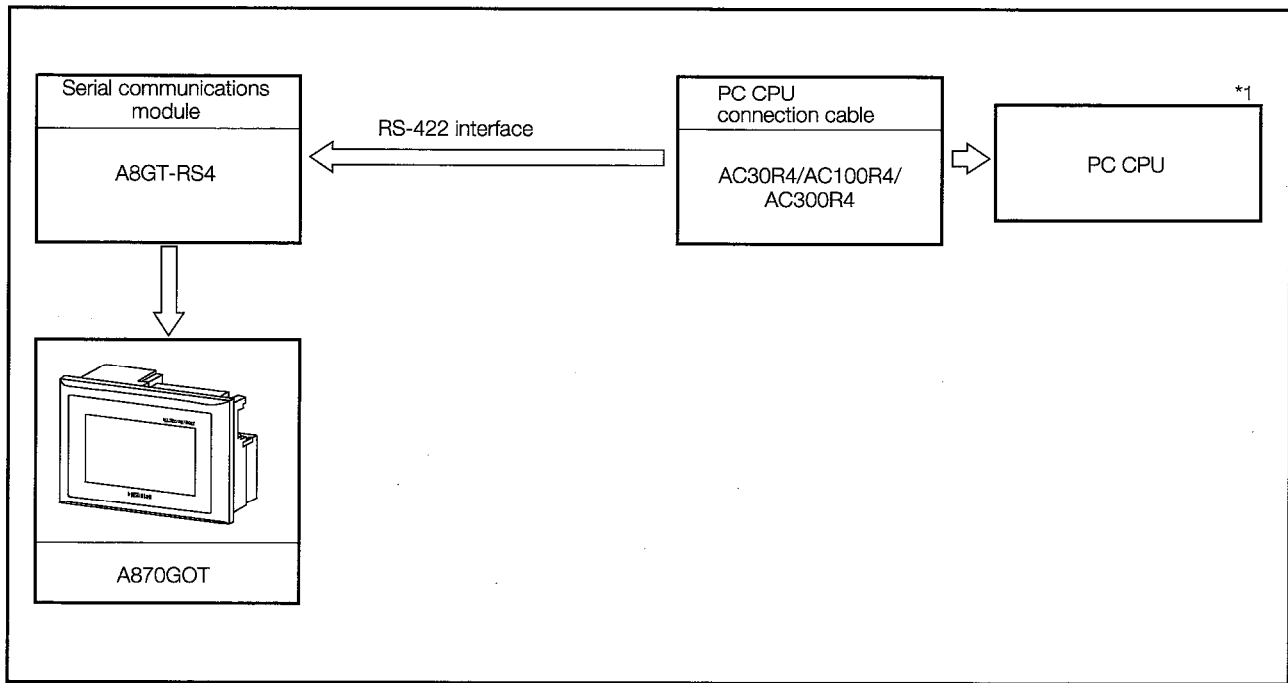 Serial communications
module
A8GT-RS4
RS-422 interface
PC CPU
connection cable
AC30R4/AC100R4/
AC300R4
*1
PC CPU
A870GOT